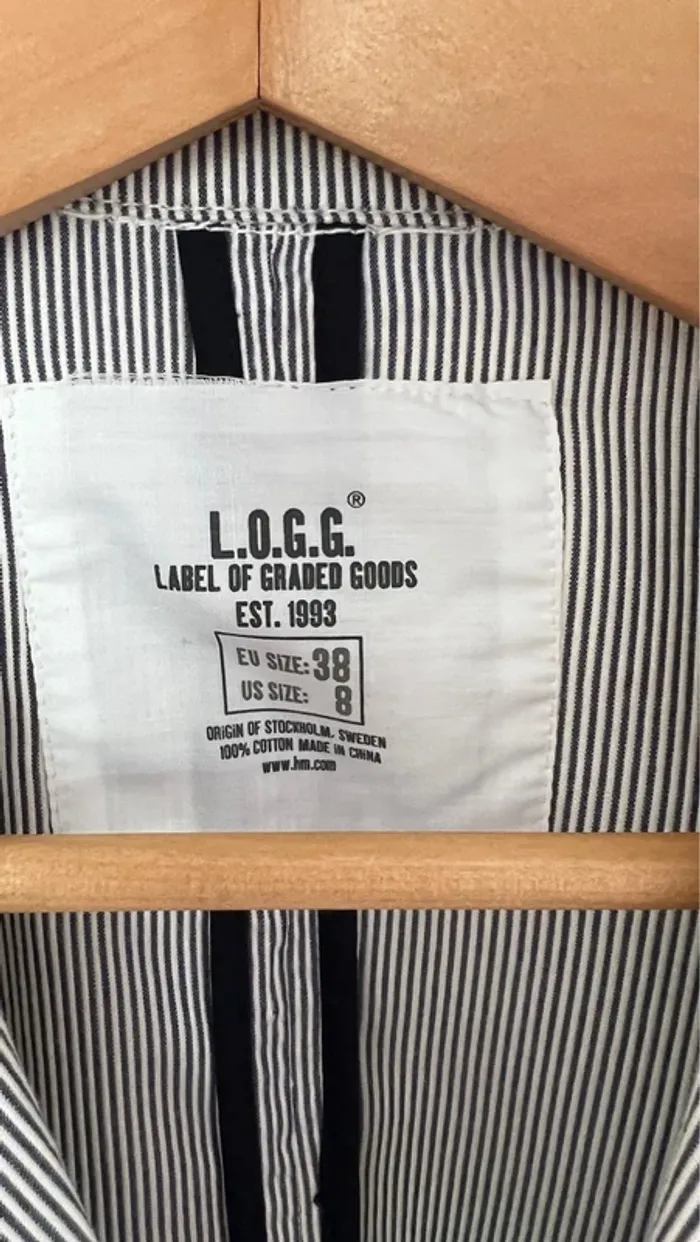 L.O.G.G.®
LABEL OF GRADED GOODS
EST. 1993
EU SIZE: 38
US SIZE: 8
ORIGIN OF STOCKHOLM, SWEDEN
100% COTTON MADE IN CHINA
www.hm.com